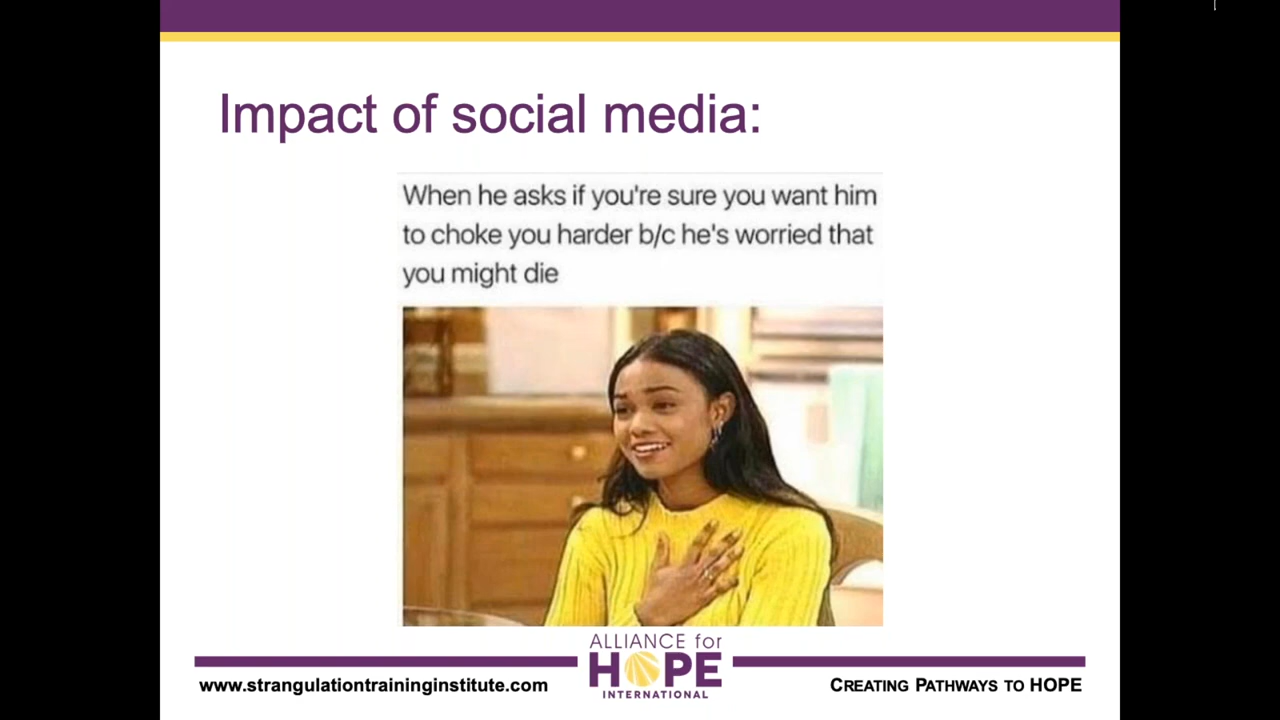 Impact of social media:
When he asks if you're sure you want him
to choke you harder b/c he's worried that
you might die
ALLIANCE for
HOPE
INTERNATIONAL
www.strangulationtraininginstitute.com
CREATING PATHWAYS TO HOPE